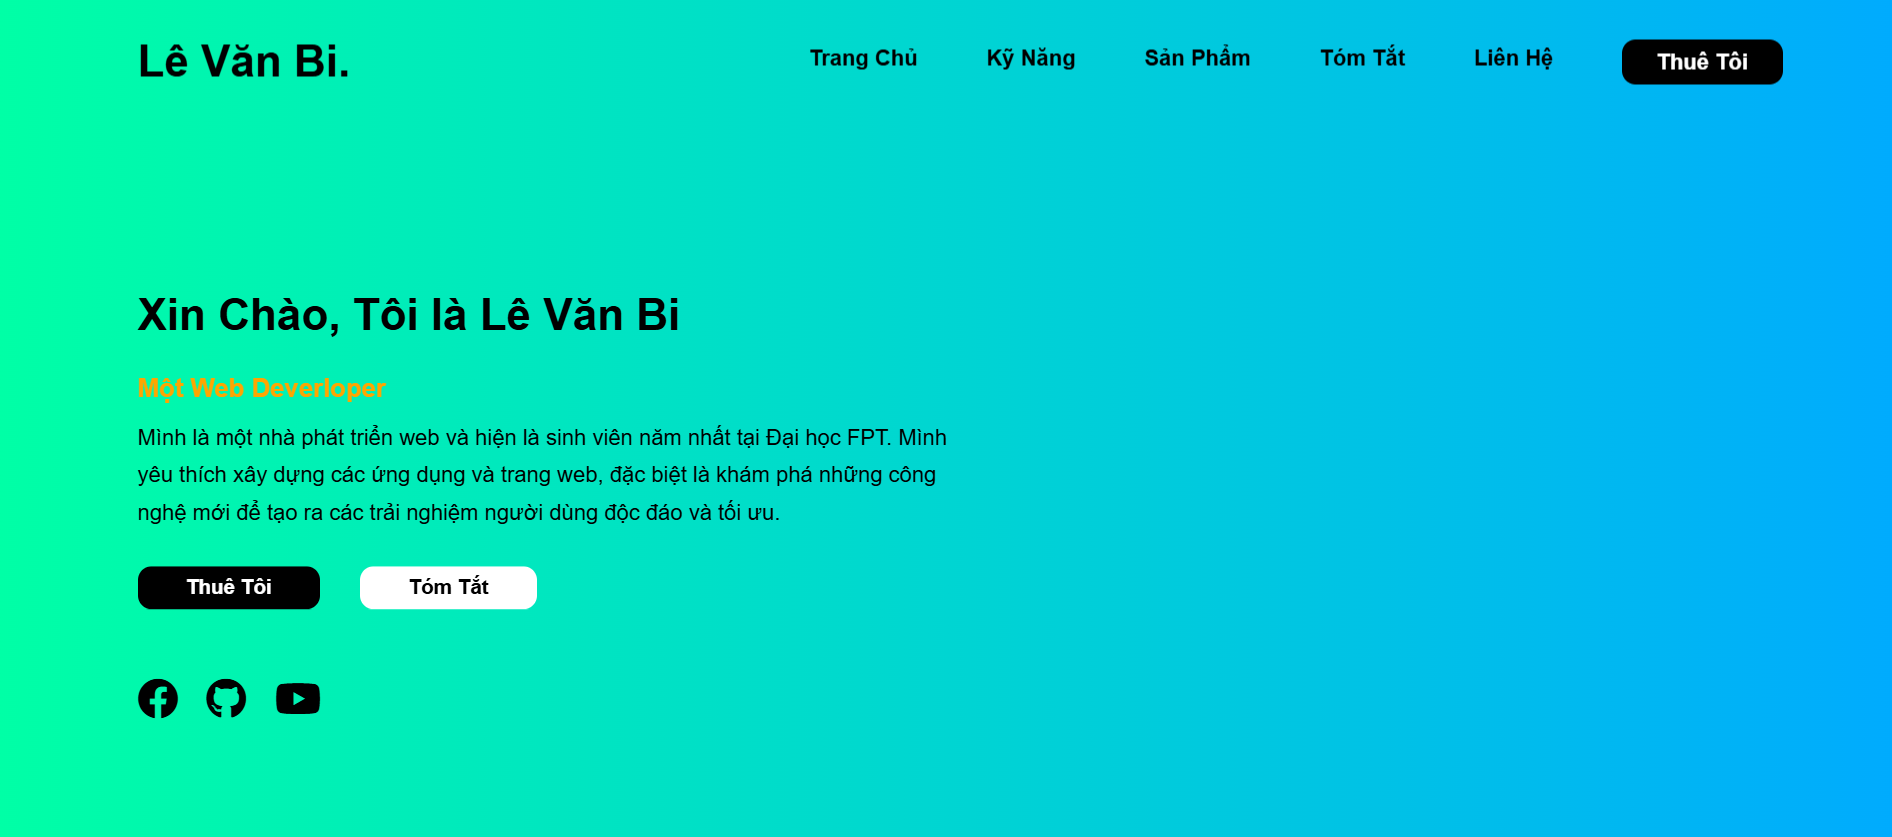 Lê Văn Bi.
Trang Chủ
Kỹ Năng
Sản Phẩm
Tóm Tắt
Liên Hệ
Thuê Tôi
Xin Chào, Tôi là Lê Văn Bi
Một Web Deverloper
Mình là một nhà phát triển web và hiện là sinh viên năm nhất tại Đại học FPT. Mình
yêu thích xây dựng các ứng dụng và trang web, đặc biệt là khám phá những công
nghệ mới để tạo ra các trải nghiệm người dùng độc đáo và tối ưu.
Thuê Tôi
Tóm Tắt